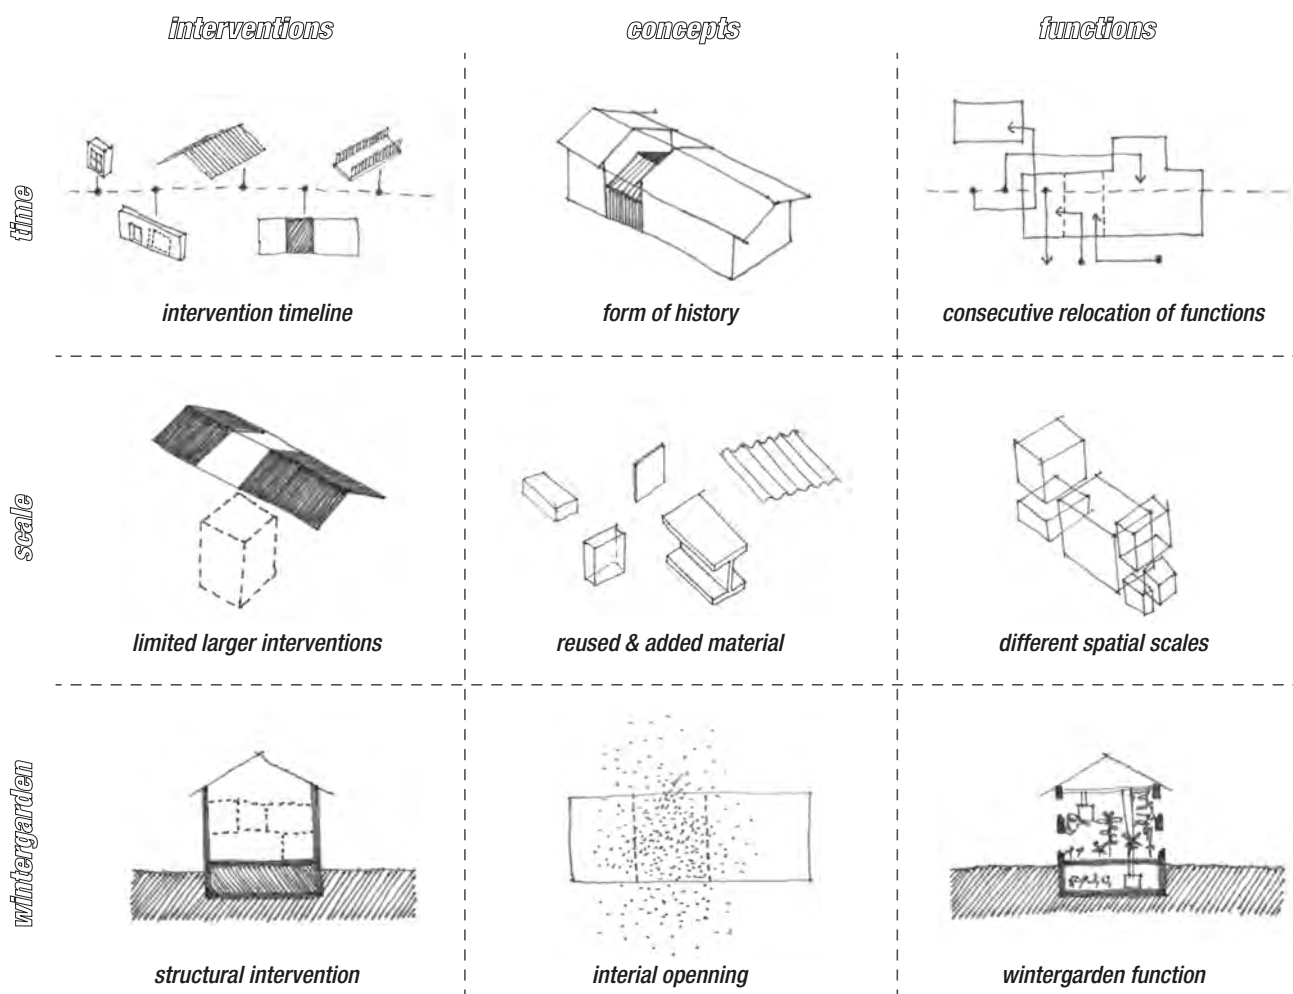 interventions
concepts
functions
time
intervention timeline
form of history
consecutive relocation of functions
scale
limited larger interventions
reused & added material
different spatial scales
wintergarden
structural intervention
interial openning
wintergarden function